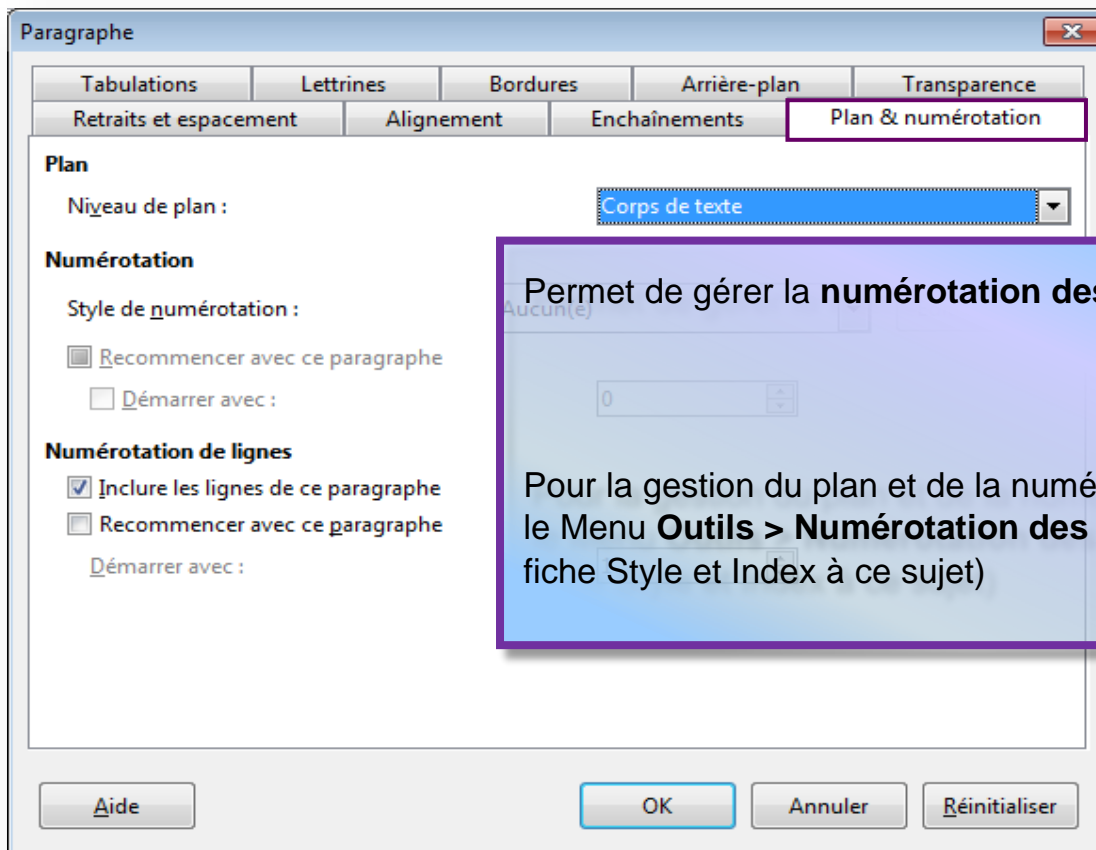 Paragraphe
Tabulations Lettrines Bordures Arrière-plan Transparence
Retraits et espacement Alignement Enchaînements Plan & numérotation
Plan
Niveau de plan : Corps de texte
Numérotation
Permet de gérer la numérotation des
Style de numérotation : Aucun(e)
Recommencer avec ce paragraphe
Démarrer avec : 0
Numérotation de lignes
Inclure les lignes de ce paragraphe
Recommencer avec ce paragraphe
Démarrer avec :
Pour la gestion du plan et de la numé
le Menu Outils > Numérotation des
fiche Style et Index à ce sujet)
Aide OK Annuler Réinitialiser